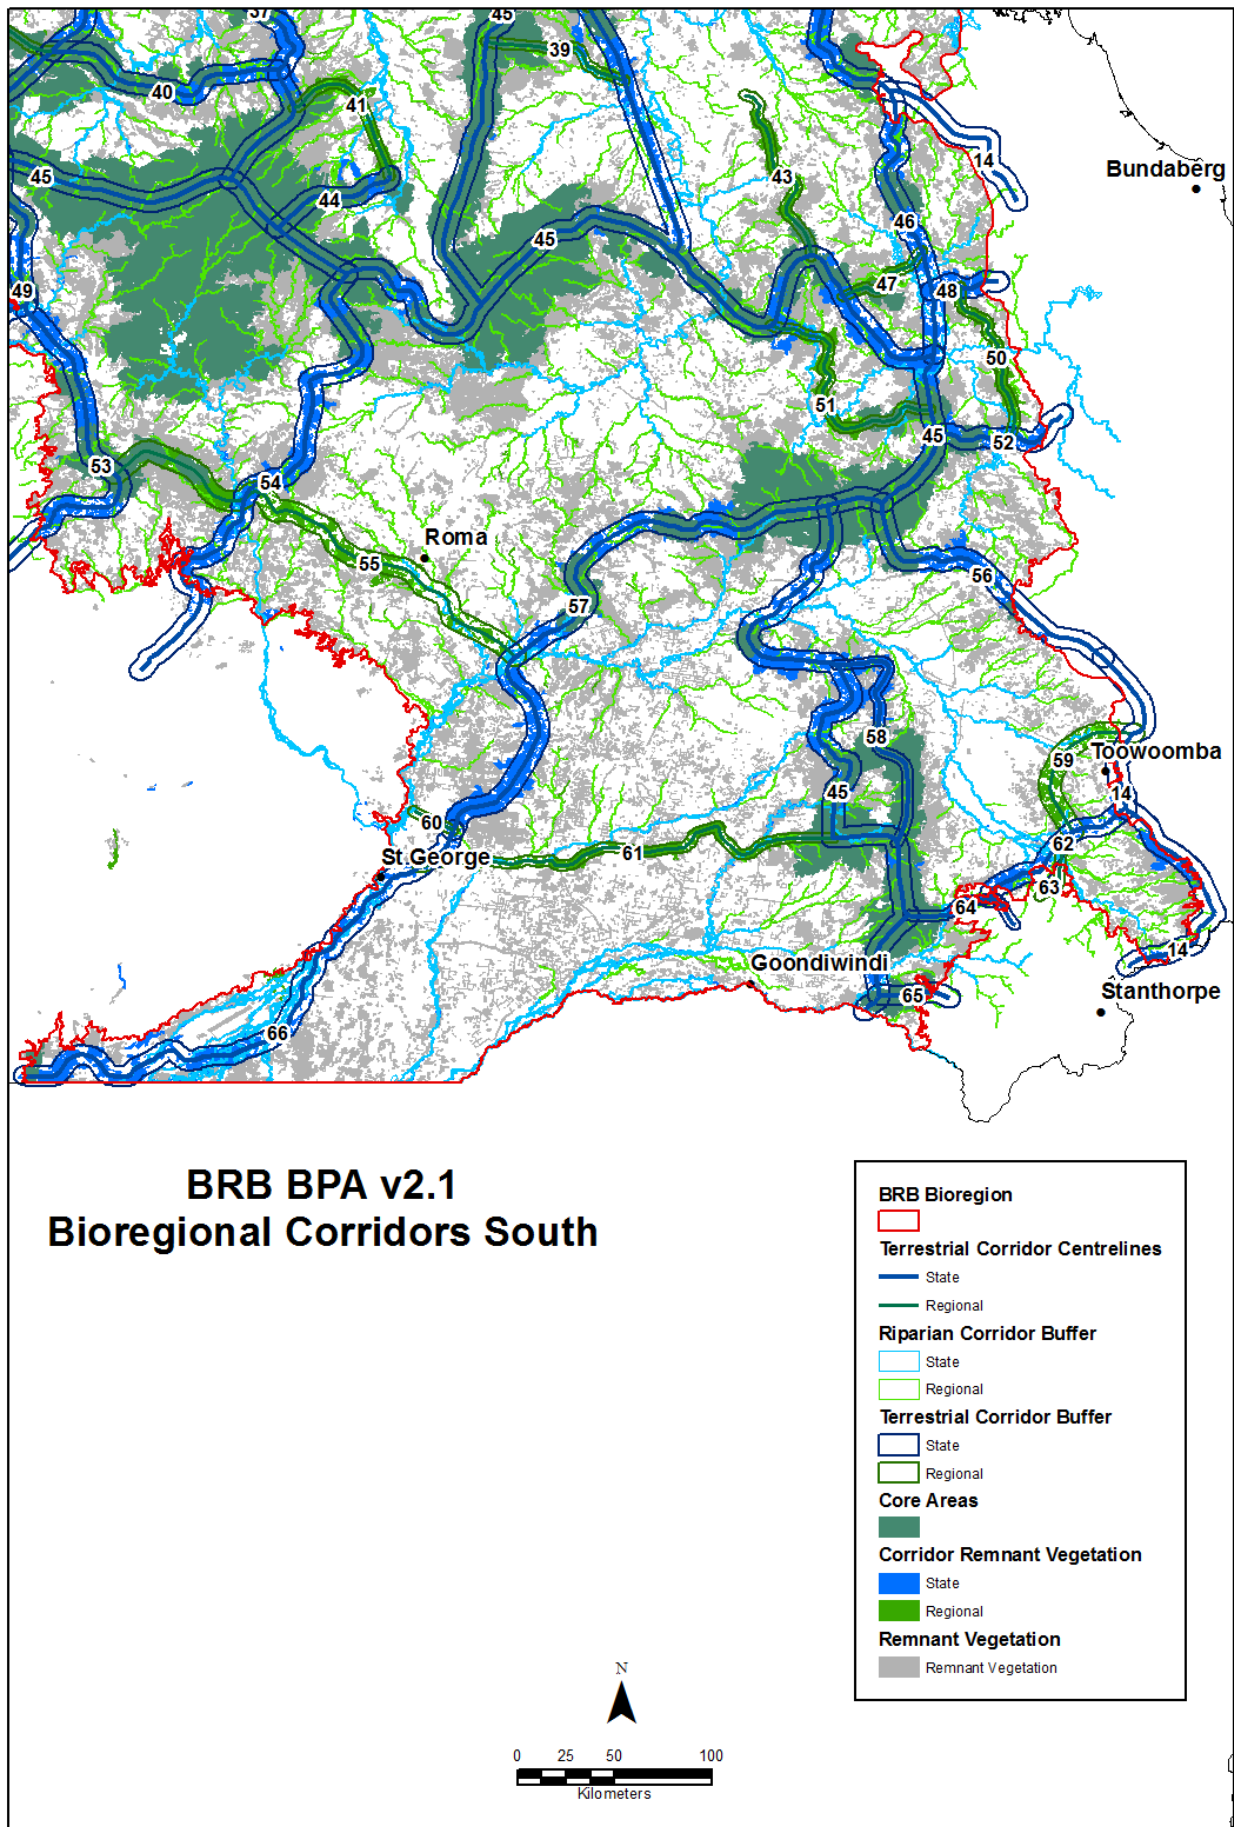 37
45
39
40
41
14
Bundaberg
43
45
44
46
45
47
48
49
50
51
45
52
53
54
Roma
55
56
57
58
59
Toowoomba
45
14
60
62
St George
61
63
64
14
Goondiwindi
65
Stanthorpe
66
BRB BPA v2.1
Bioregional Corridors South
BRB Bioregion
Terrestrial Corridor Centrelines
State
Regional
Riparian Corridor Buffer
State
Regional
Terrestrial Corridor Buffer
State
Regional
Core Areas
Corridor Remnant Vegetation
State
Regional
Remnant Vegetation
Remnant Vegetation
N
0 25 50 100
Kilometers